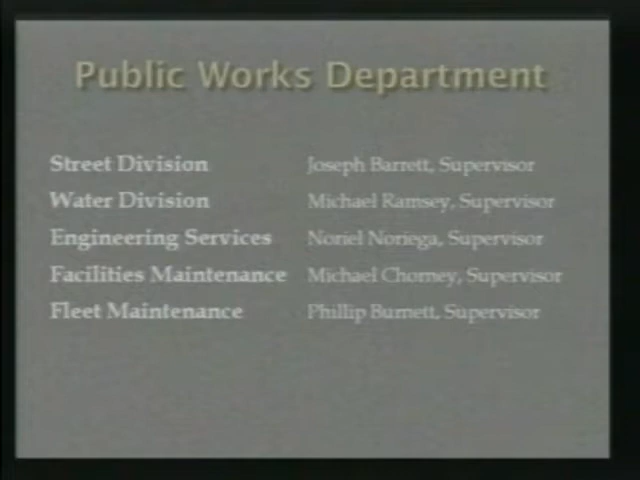 Public Works Department
Street Division Joseph Barrett, Supervisor
Water Division Michael Ramsey, Supervisor
Engineering Services Noriel Noriega, Supervisor
Facilities Maintenance Michael Chorney, Supervisor
Fleet Maintenance Phillip Burnett, Supervisor